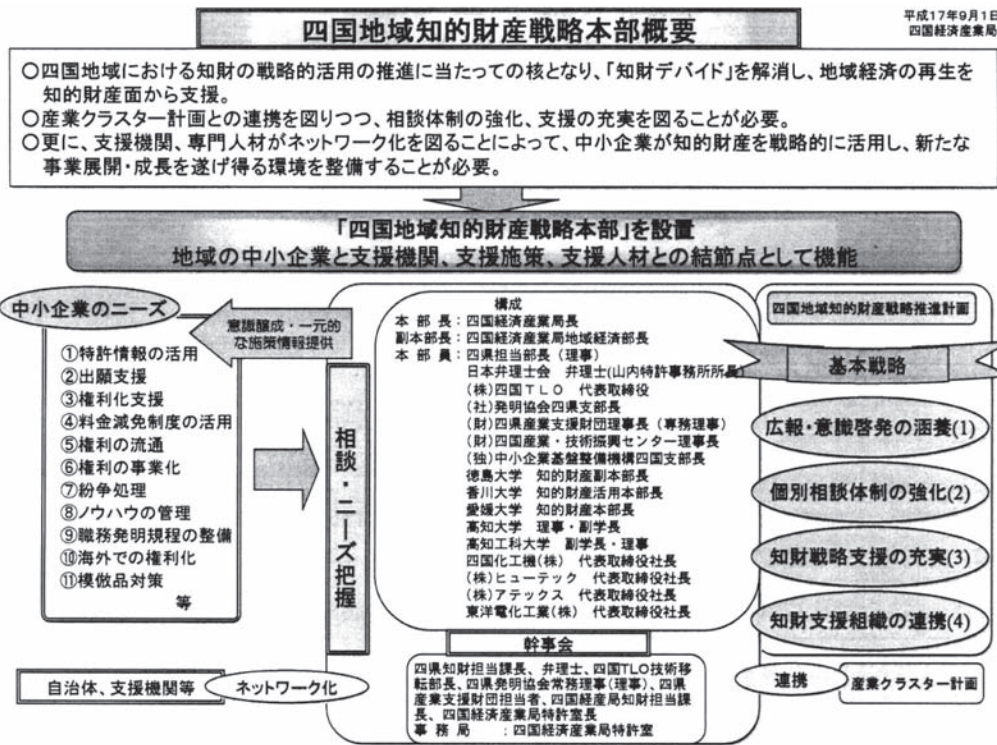 平成17年9月1日
四国経済産業局
四国地域知的財産戦略本部概要
○四国地域における知財の戦略的活用の推進に当たっての核となり、「知財デバイド」を解消し、地域経済の再生を
知的財産面から支援。
○産業クラスター計画との連携を図りつつ、相談体制の強化、支援の充実を図ることが必要。
○更に、支援機関、専門人材がネットワーク化を図ることによって、中小企業が知的財産を戦略的に活用し、新たな
事業展開・成長を遂げ得る環境を整備することが必要。
「四国地域知的財産戦略本部」を設置
地域の中小企業と支援機関、支援施策、支援人材との結節点として機能
中小企業のニーズ
①特許情報の活用
②出願支援
③権利化支援
④料金減免制度の活用
⑤権利の流通
⑥権利の事業化
⑦紛争処理
⑧ノウハウの管理
⑨職務発明規程の整備
⑩海外での権利化
⑪模倣品対策
等
意識醸成・一元的
な施策情報提供
相談・ニーズ把握
構成
本部長：四国経済産業局長
副本部長：四国経済産業局地域経済部長
本部員：四県担当部長(理事)
日本弁理士会 弁理士(山内特許事務所所長)
(株)四国TLO 代表取締役
(社)発明協会四県支部長
(財)四県産業支援財団理事長(専務理事)
(財)四国産業・技術振興センター理事長
(独)中小企業基盤整備機構四国支部長
徳島大学 知的財産副本部長
香川大学 知的財産活用本部長
愛媛大学 知的財産本部長
高知大学 理事・副学長
高知工科大学 副学長・理事
四国化工機(株) 代表取締役社長
(株)ヒューテック 代表取締役社長
(株)アテックス 代表取締役社長
東洋電化工業(株) 代表取締役社長
幹事会
四県知財担当課長、弁理士、四国TLO技術移
転部長、四県発明協会常務理事(理事)、四県
産業支援財団担当者、四国経産局知財担当課
長、四国経済産業局特許室長
事務局 ：四国経済産業局特許室
四国地域知的財産戦略推進計画
基本戦略
広報・意識啓発の涵養(1)
個別相談体制の強化(2)
知財戦略支援の充実(3)
知財支援組織の連携(4)
自治体、支援機関等
ネットワーク化
連携
産業クラスター計画